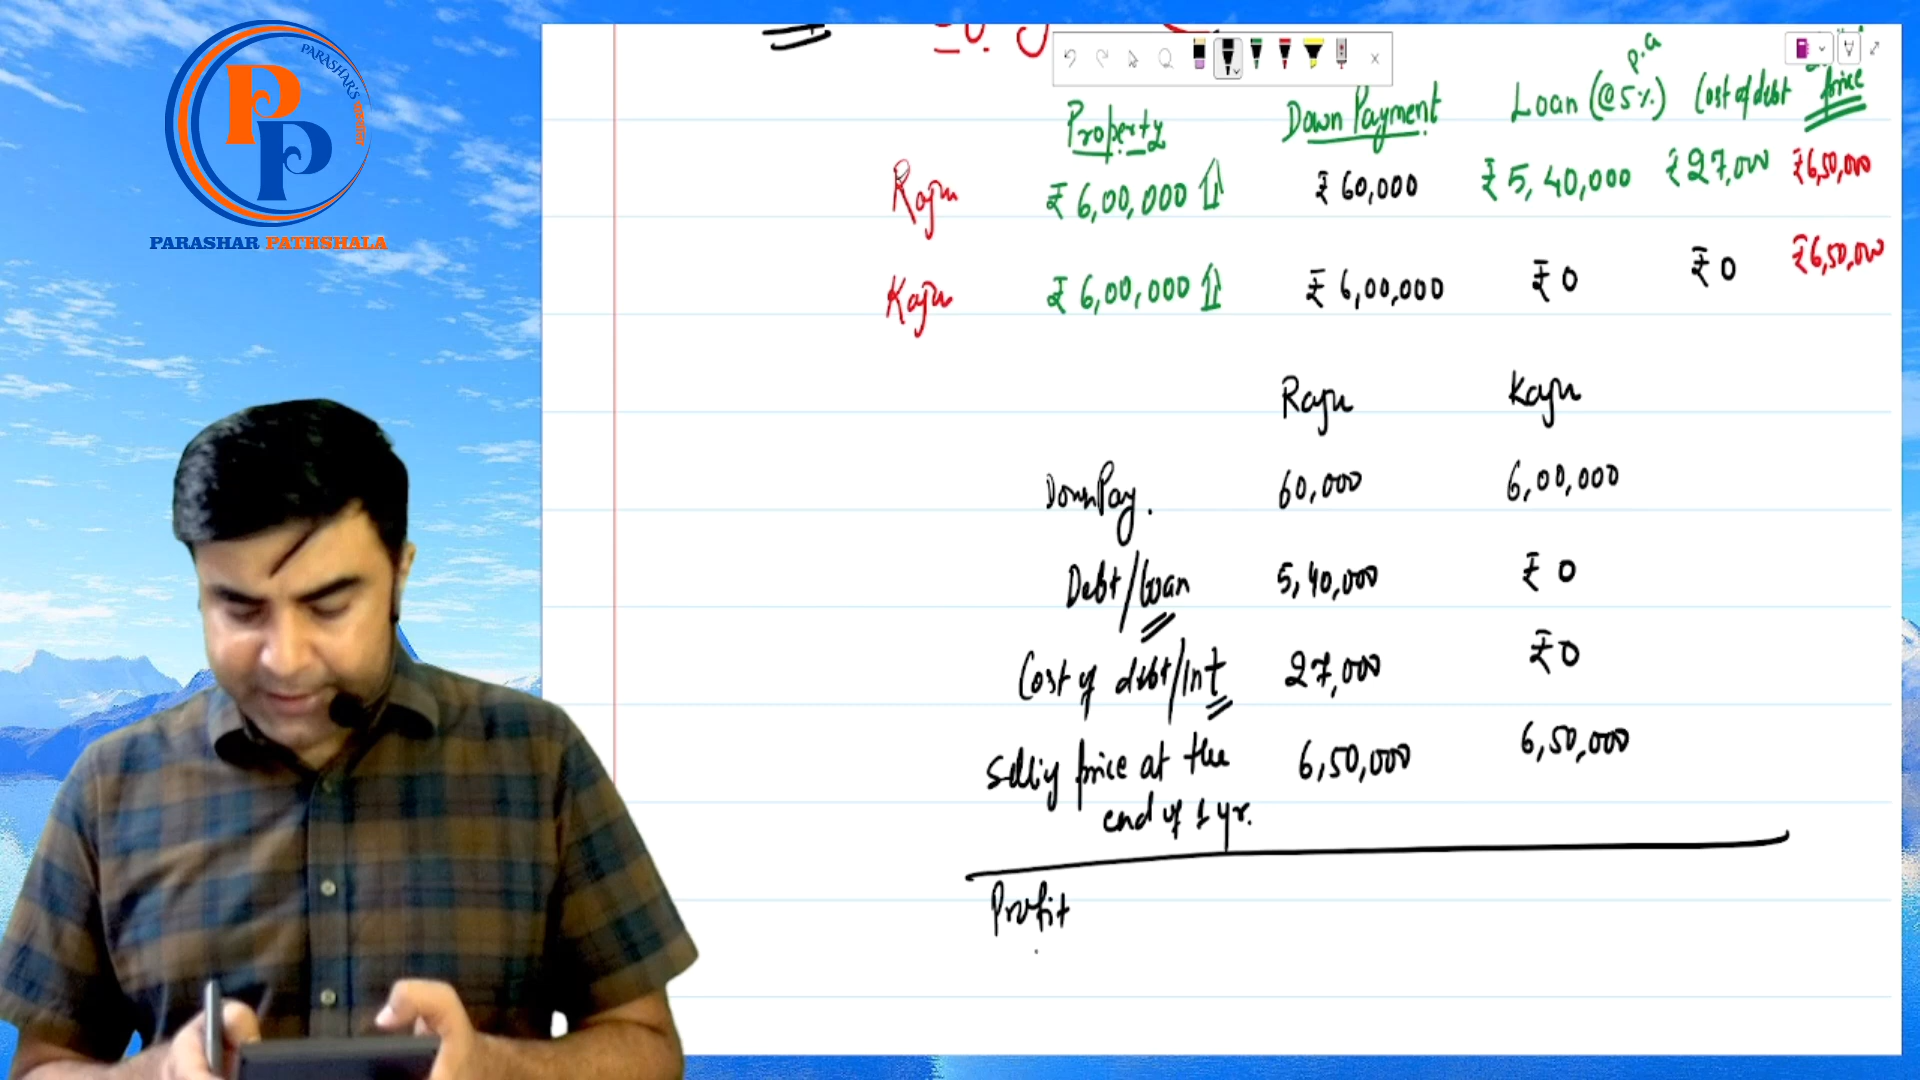 PARASHAR'S
PP
PARASHAR PATHSHALA
Property Down Payment Loan (@5%) p.a Cost of debt Price
Raju ₹6,00,000 ₹60,000 ₹5,40,000 ₹27,000 ₹6,50,000
Kaju ₹6,00,000 ₹6,00,000 ₹0 ₹0 ₹6,50,000
Raju Kaju
Down Pay. 60,000 6,00,000
Debt/Loan 5,40,000 ₹0
Cost of debt/Int 27,000 ₹0
Selling price at the 6,50,000 6,50,000
end of 1 yr.
Profit